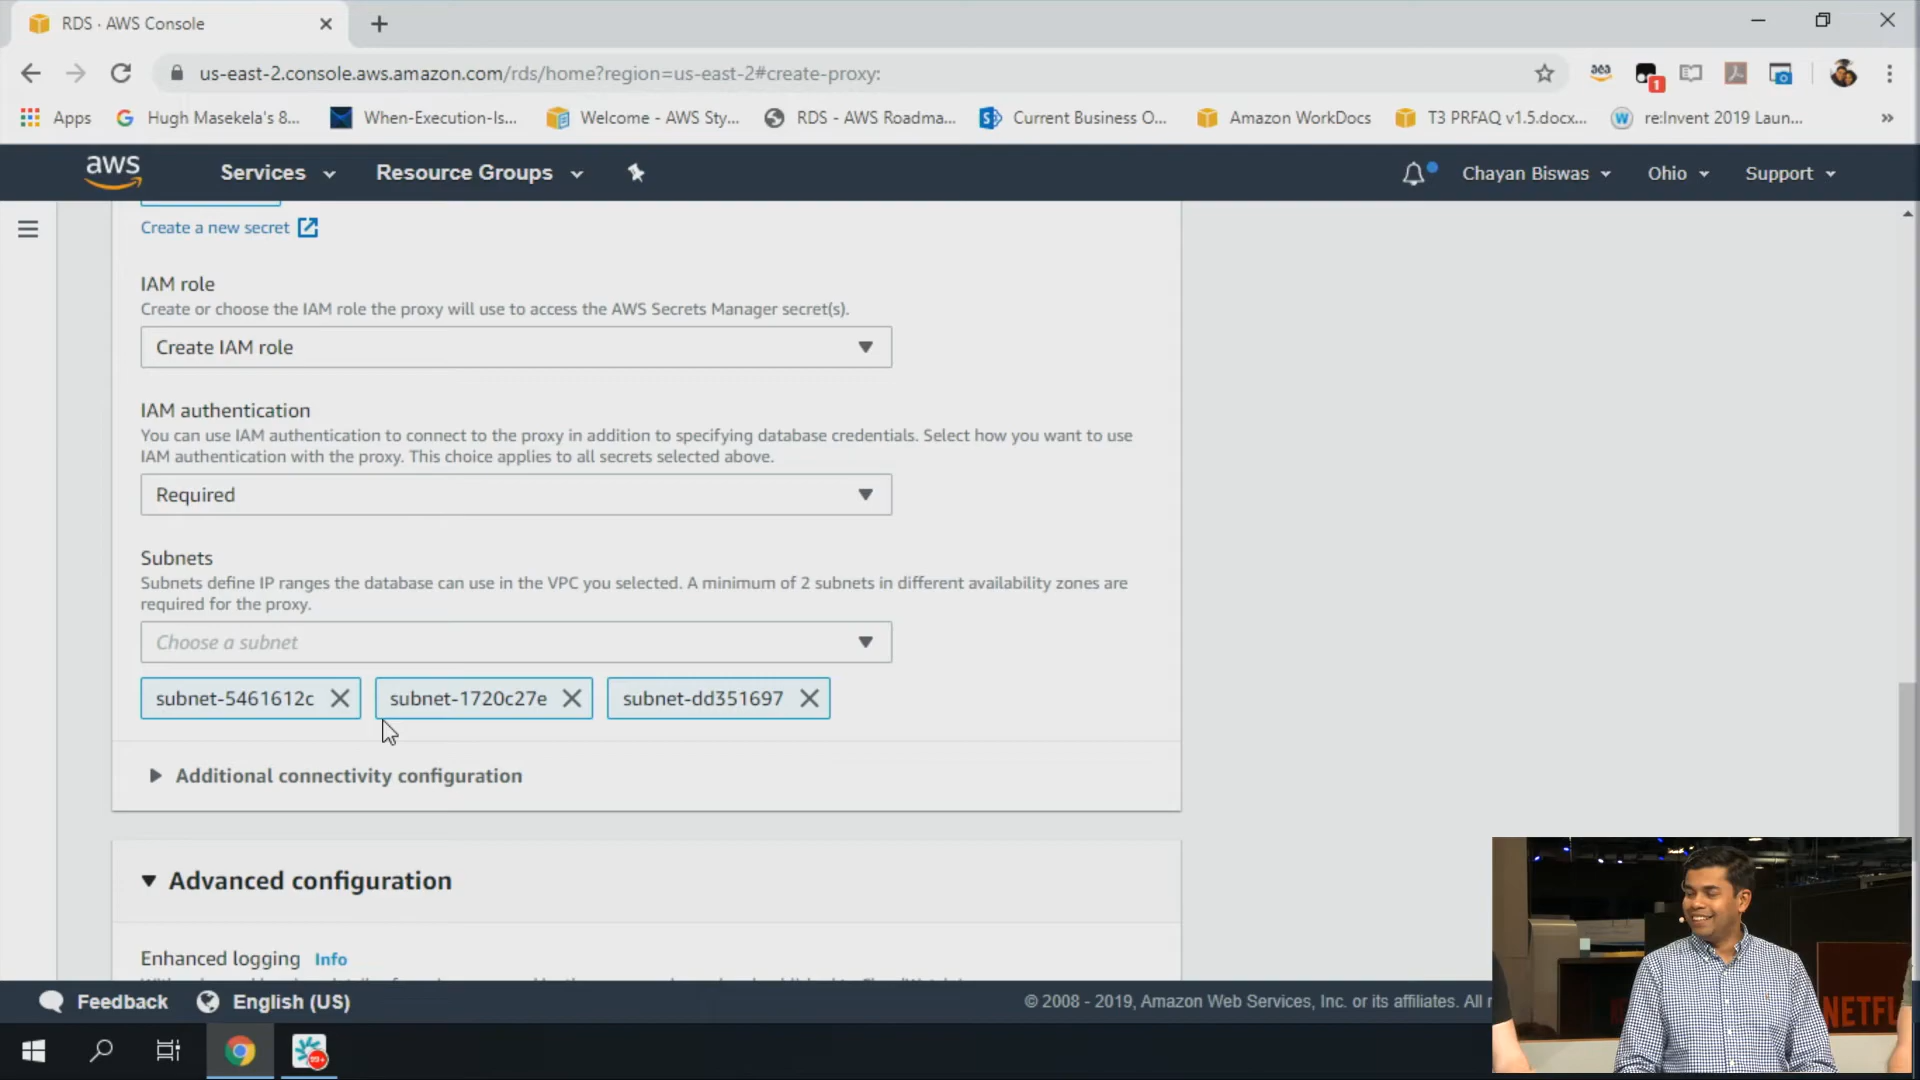 RDS · AWS Console
us-east-2.console.aws.amazon.com/rds/home?region=us-east-2#create-proxy:
1
Apps
Hugh Masekela's 8...
When-Execution-Is...
Welcome - AWS Sty...
RDS - AWS Roadma...
Current Business O...
Amazon WorkDocs
T3 PRFAQ v1.5.docx...
re:Invent 2019 Laun...
»
aws
Services
Resource Groups
Chayan Biswas
Ohio
Support
Create a new secret
IAM role
Create or choose the IAM role the proxy will use to access the AWS Secrets Manager secret(s).
Create IAM role
IAM authentication
You can use IAM authentication to connect to the proxy in addition to specifying database credentials. Select how you want to use
IAM authentication with the proxy. This choice applies to all secrets selected above.
Required
Subnets
Subnets define IP ranges the database can use in the VPC you selected. A minimum of 2 subnets in different availability zones are
required for the proxy.
Choose a subnet
subnet-5461612c
subnet-1720c27e
subnet-dd351697
Additional connectivity configuration
Advanced configuration
Enhanced logging Info
Feedback
English (US)
© 2008 - 2019, Amazon Web Services, Inc. or its affiliates. All
99+
NETFL